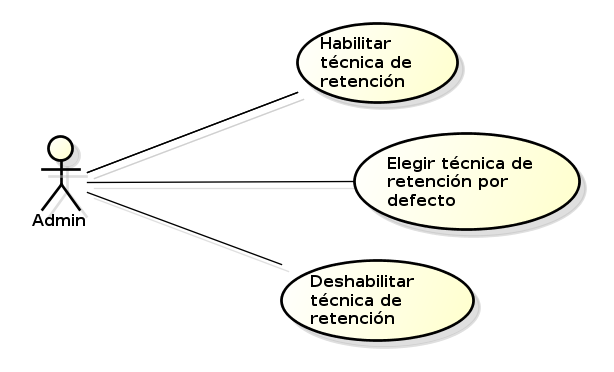 Habilitar
técnica de
retención
Elegir técnica de
retención por
defecto
Admin
Deshabilitar
técnica de
retención